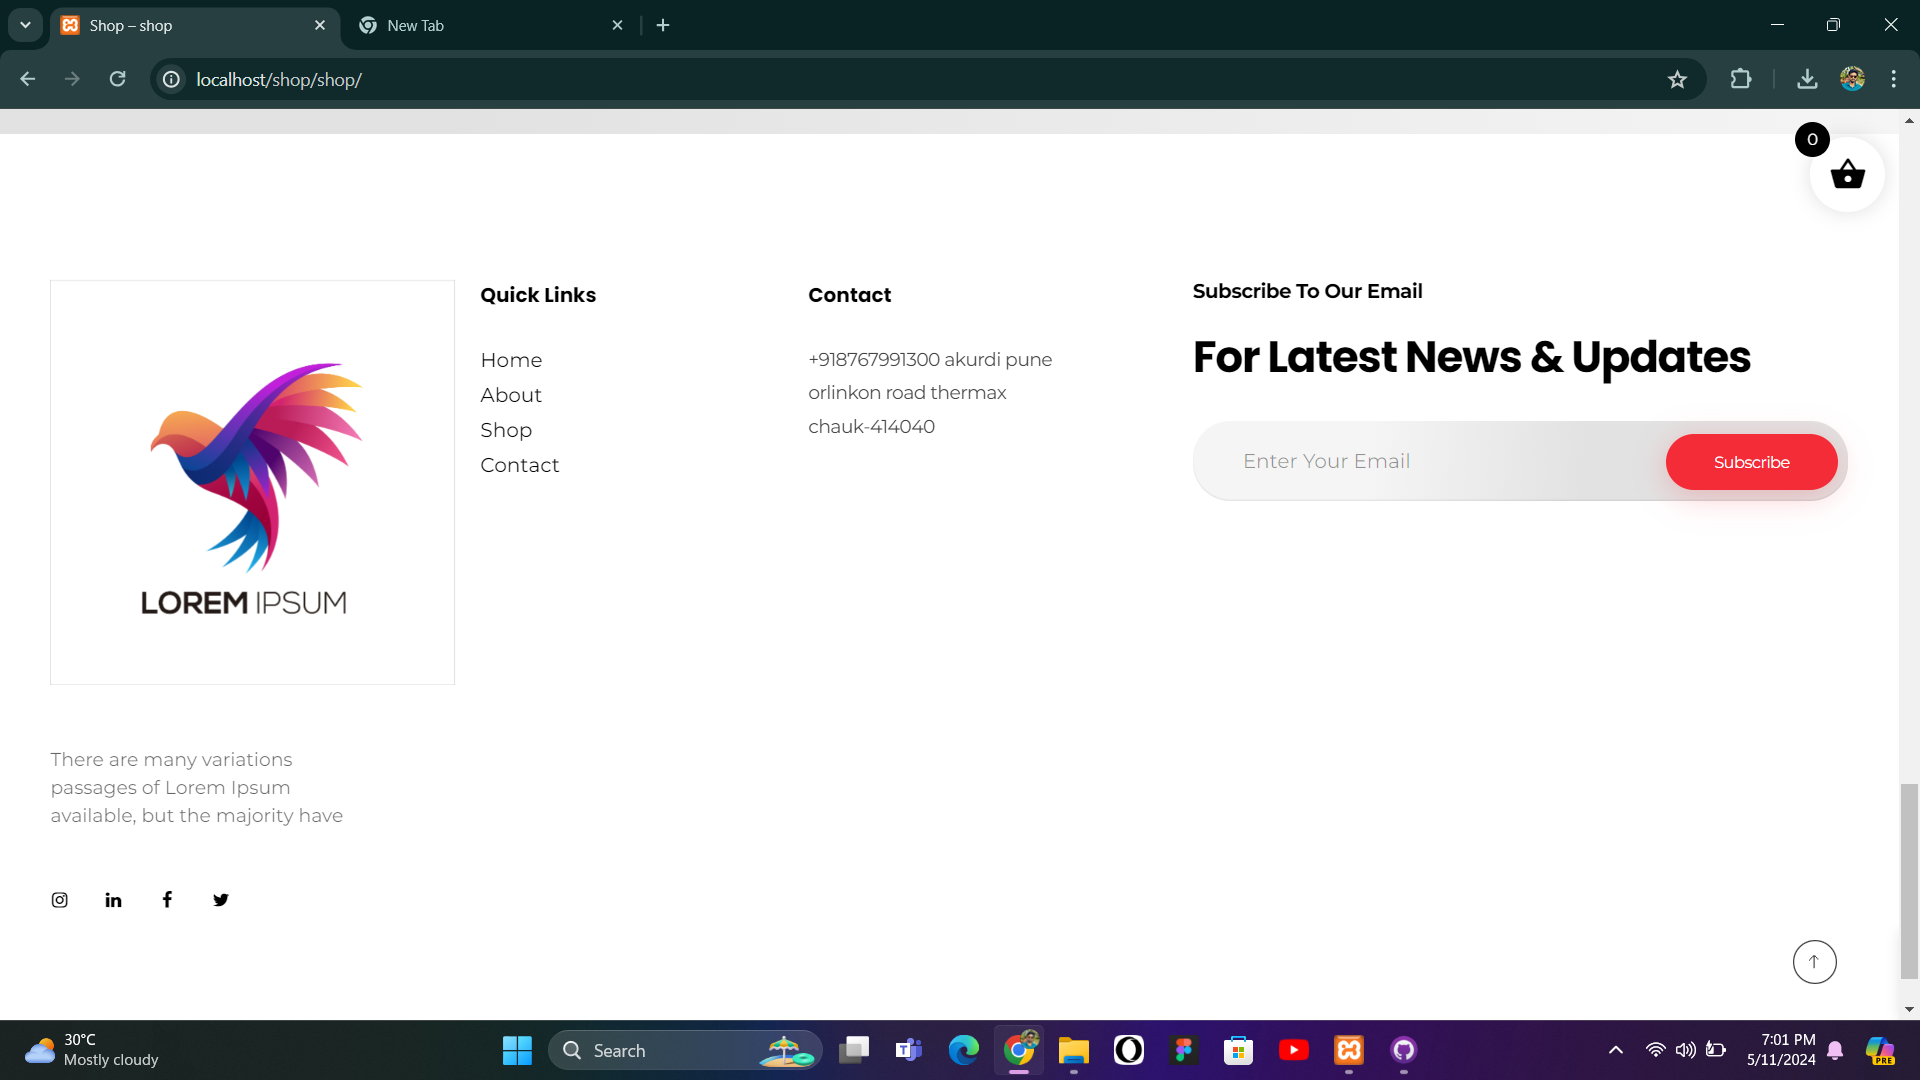 Shop – shop
New Tab
localhost/shop/shop/
0
Quick Links
Home
About
Shop
Contact
Contact
+918767991300 akurdi pune
orlinkon road thermax
chauk-414040
Subscribe To Our Email
For Latest News & Updates
Enter Your Email
Subscribe
LOREM IPSUM
There are many variations
passages of Lorem Ipsum
available, but the majority have
30°C
Mostly cloudy
Search
7:01 PM
5/11/2024
PRE